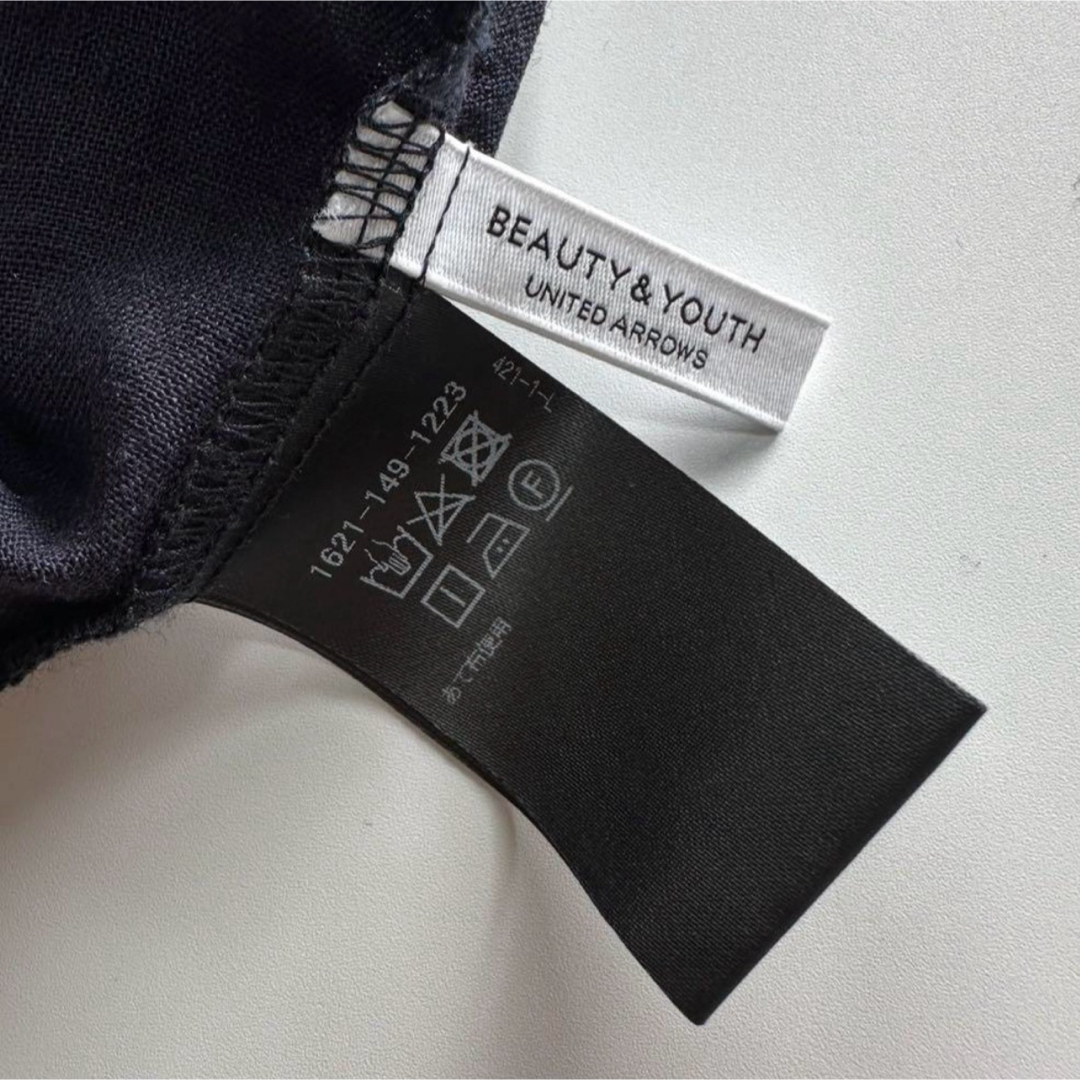 BEAUTY&YOUTH
UNITED ARROWS
421-1-L
1621-149-1223
F
あて布使用